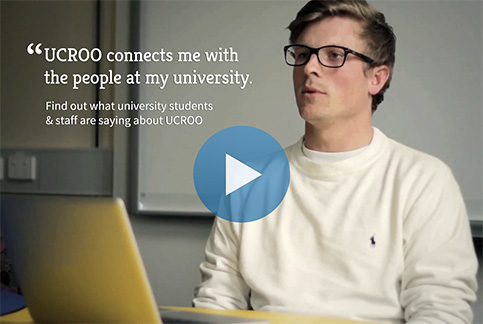 “UCROO connects me with
the people at my university.
Find out what university students
& staff are saying about UCROO